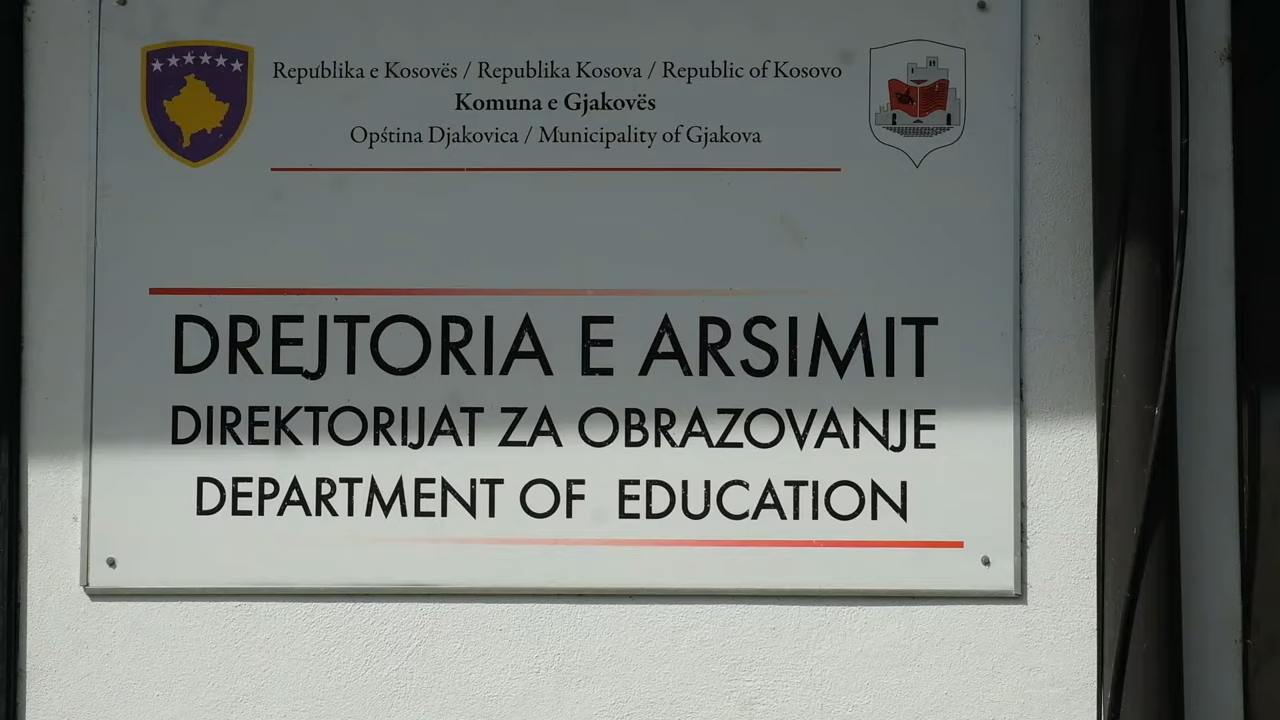 Republika e Kosovës / Republika Kosova / Republic of Kosovo
Komuna e Gjakovës
Opština Djakovica / Municipality of Gjakova
DREJTORIA E ARSIMIT
DIREKTORIJAT ZA OBRAZOVANJE
DEPARTMENT OF EDUCATION